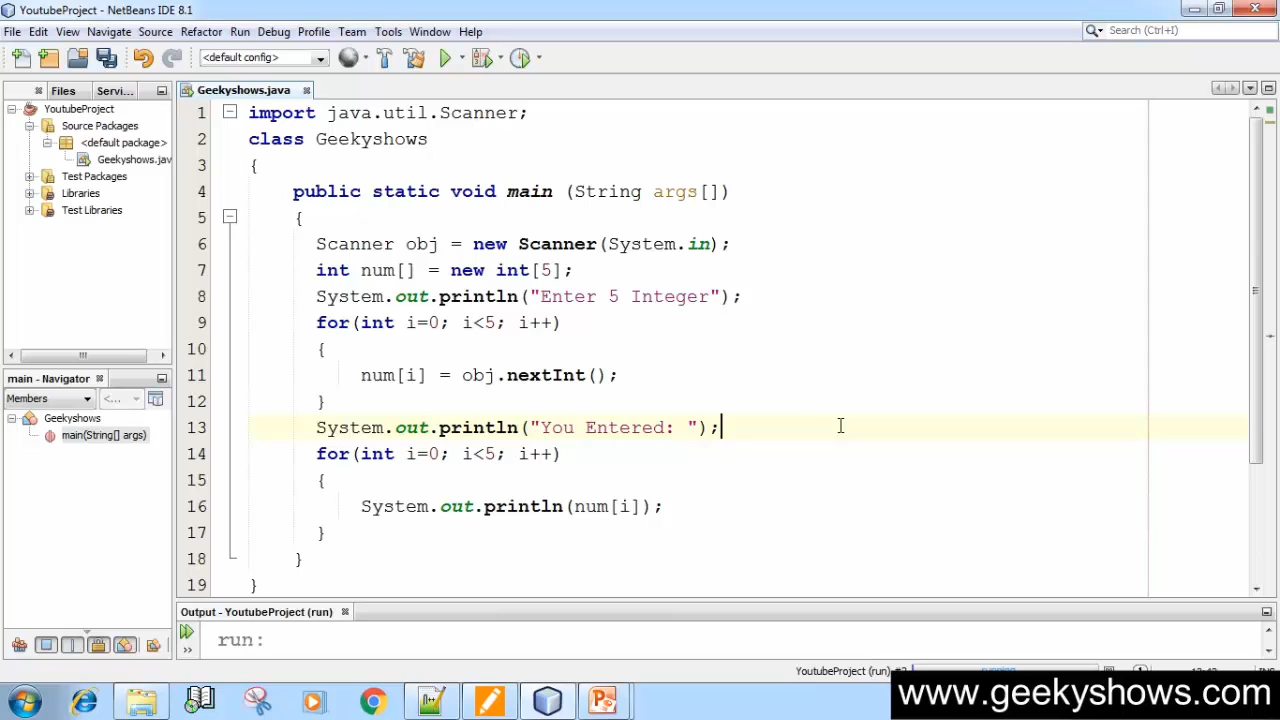 YoutubeProject - NetBeans IDE 8.1
File Edit View Navigate Source Refactor Run Debug Profile Team Tools Window Help
Search (Ctrl+I)
<default config>
Files Servi...
Geekyshows.java
YoutubeProject
Source Packages
<default package>
Geekyshows.jav
Test Packages
Libraries
Test Libraries
1 import java.util.Scanner;
2 class Geekyshows
3 {
4 public static void main (String args[])
5 {
6 Scanner obj = new Scanner(System.in);
7 int num[] = new int[5];
8 System.out.println("Enter 5 Integer");
9 for(int i=0; i<5; i++)
10 {
11 num[i] = obj.nextInt();
12 }
13 System.out.println("You Entered: ");
14 for(int i=0; i<5; i++)
15 {
16 System.out.println(num[i]);
17 }
18 }
19 }
main - Navigator
Members
<...
Geekyshows
main(String[] args)
Output - YoutubeProject (run)
run:
YoutubeProject (run)
running...
www.geekyshows.com